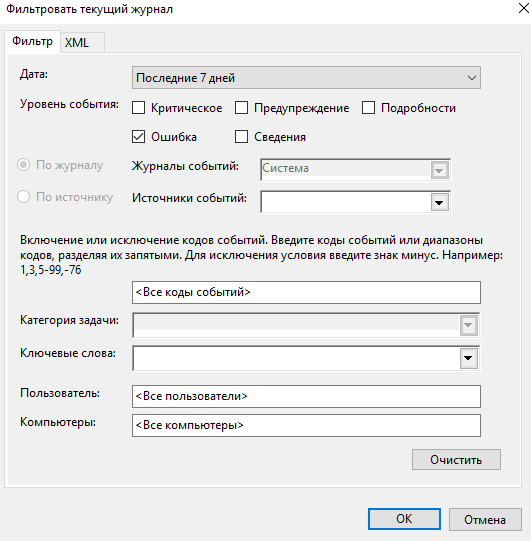 Фильтровать текущий журнал
Фильтр XML
Дата: Последние 7 дней
Уровень события: Критическое Предупреждение Подробности
Ошибка Сведения
По журналу Журналы событий: Система
По источнику Источники событий:
Включение или исключение кодов событий. Введите коды событий или диапазоны
кодов, разделяя их запятыми. Для исключения условия введите знак минус. Например:
1,3,5-99,-76
<Все коды событий>
Категория задачи:
Ключевые слова:
Пользователь: <Все пользователи>
Компьютеры: <Все компьютеры>
Очистить
ОК Отмена